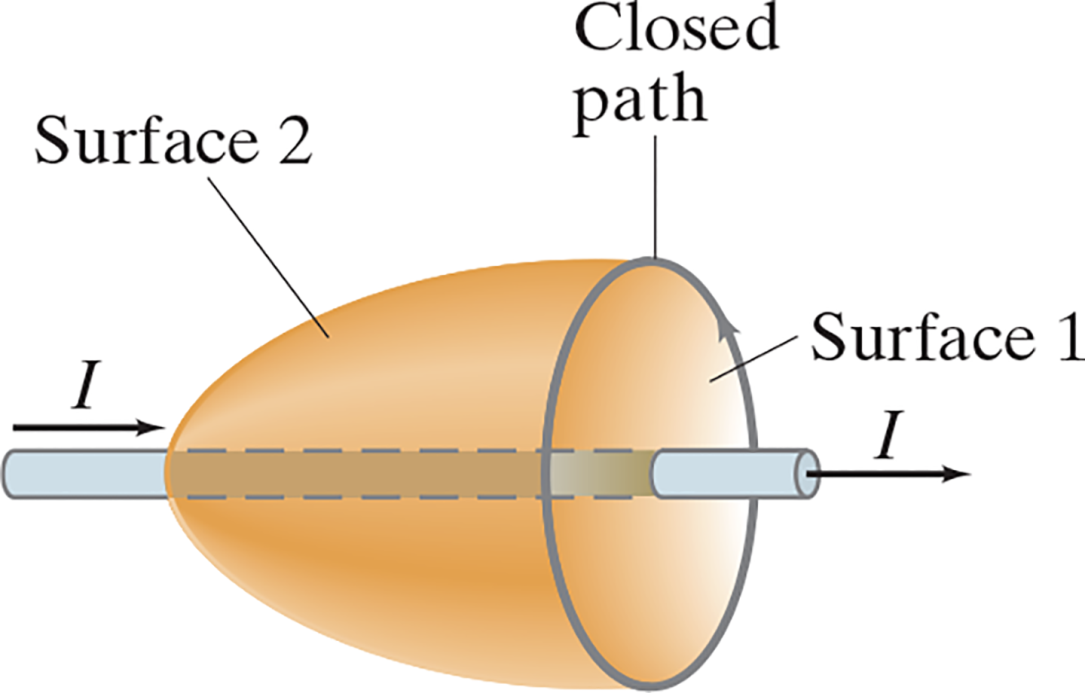 Closed
path
Surface 2
Surface 1
I
I